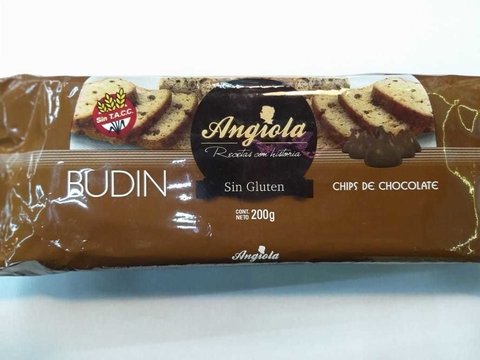 Sin T.A.C.C.
Angiola
Recetas con historia
BUDIN
Sin Gluten
CHIPS DE CHOCOLATE
CONT.
NETO 200g
Angiola